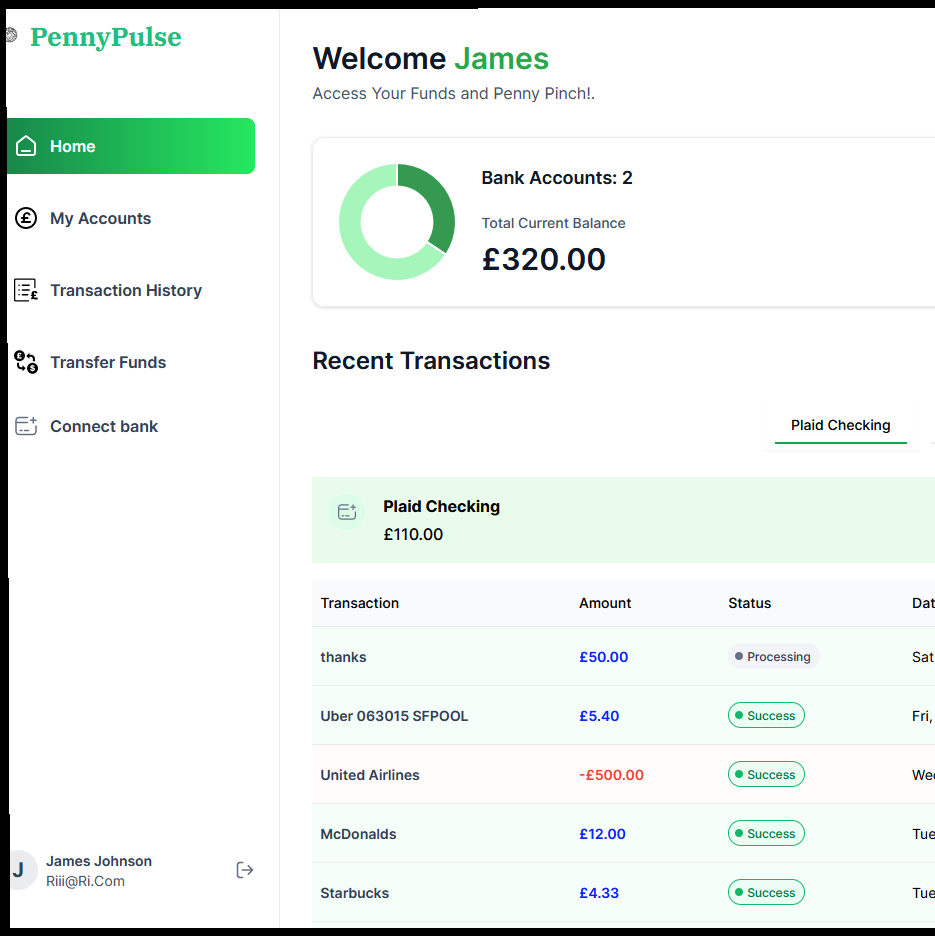 PennyPulse
Home
My Accounts
Transaction History
Transfer Funds
Connect bank
J
James Johnson
Riii@Ri.Com
Welcome James
Access Your Funds and Penny Pinch!.
Bank Accounts: 2
Total Current Balance
£320.00
Recent Transactions
Plaid Checking
Plaid Checking
£110.00
Transaction Amount Status Dat
thanks £50.00 Processing Sat
Uber 063015 SFPOOL £5.40 Success Fri,
United Airlines -£500.00 Success Wed
McDonalds £12.00 Success Tue
Starbucks £4.33 Success Tue